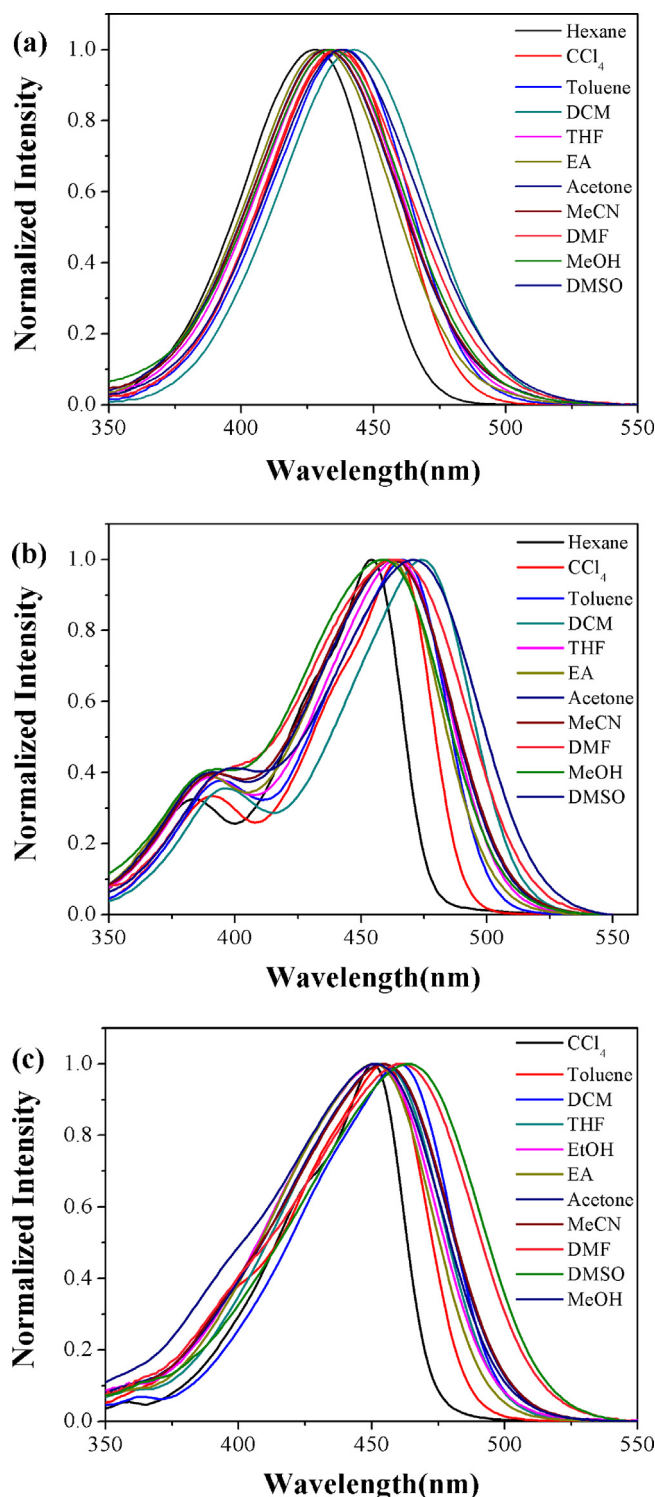 (a)
Normalized Intensity
1.0
0.8
0.6
0.4
0.2
0.0
Hexane
CCl₄
Toluene
DCM
THF
EA
Acetone
MeCN
DMF
MeOH
DMSO
350 400 450 500 550
Wavelength(nm)
(b)
Normalized Intensity
1.0
0.8
0.6
0.4
0.2
0.0
Hexane
CCl₄
Toluene
DCM
THF
EA
Acetone
MeCN
DMF
MeOH
DMSO
350 400 450 500 550
Wavelength(nm)
(c)
Normalized Intensity
1.0
0.8
0.6
0.4
0.2
0.0
CCl₄
Toluene
DCM
THF
EtOH
EA
Acetone
MeCN
DMF
DMSO
MeOH
350 400 450 500 550
Wavelength(nm)